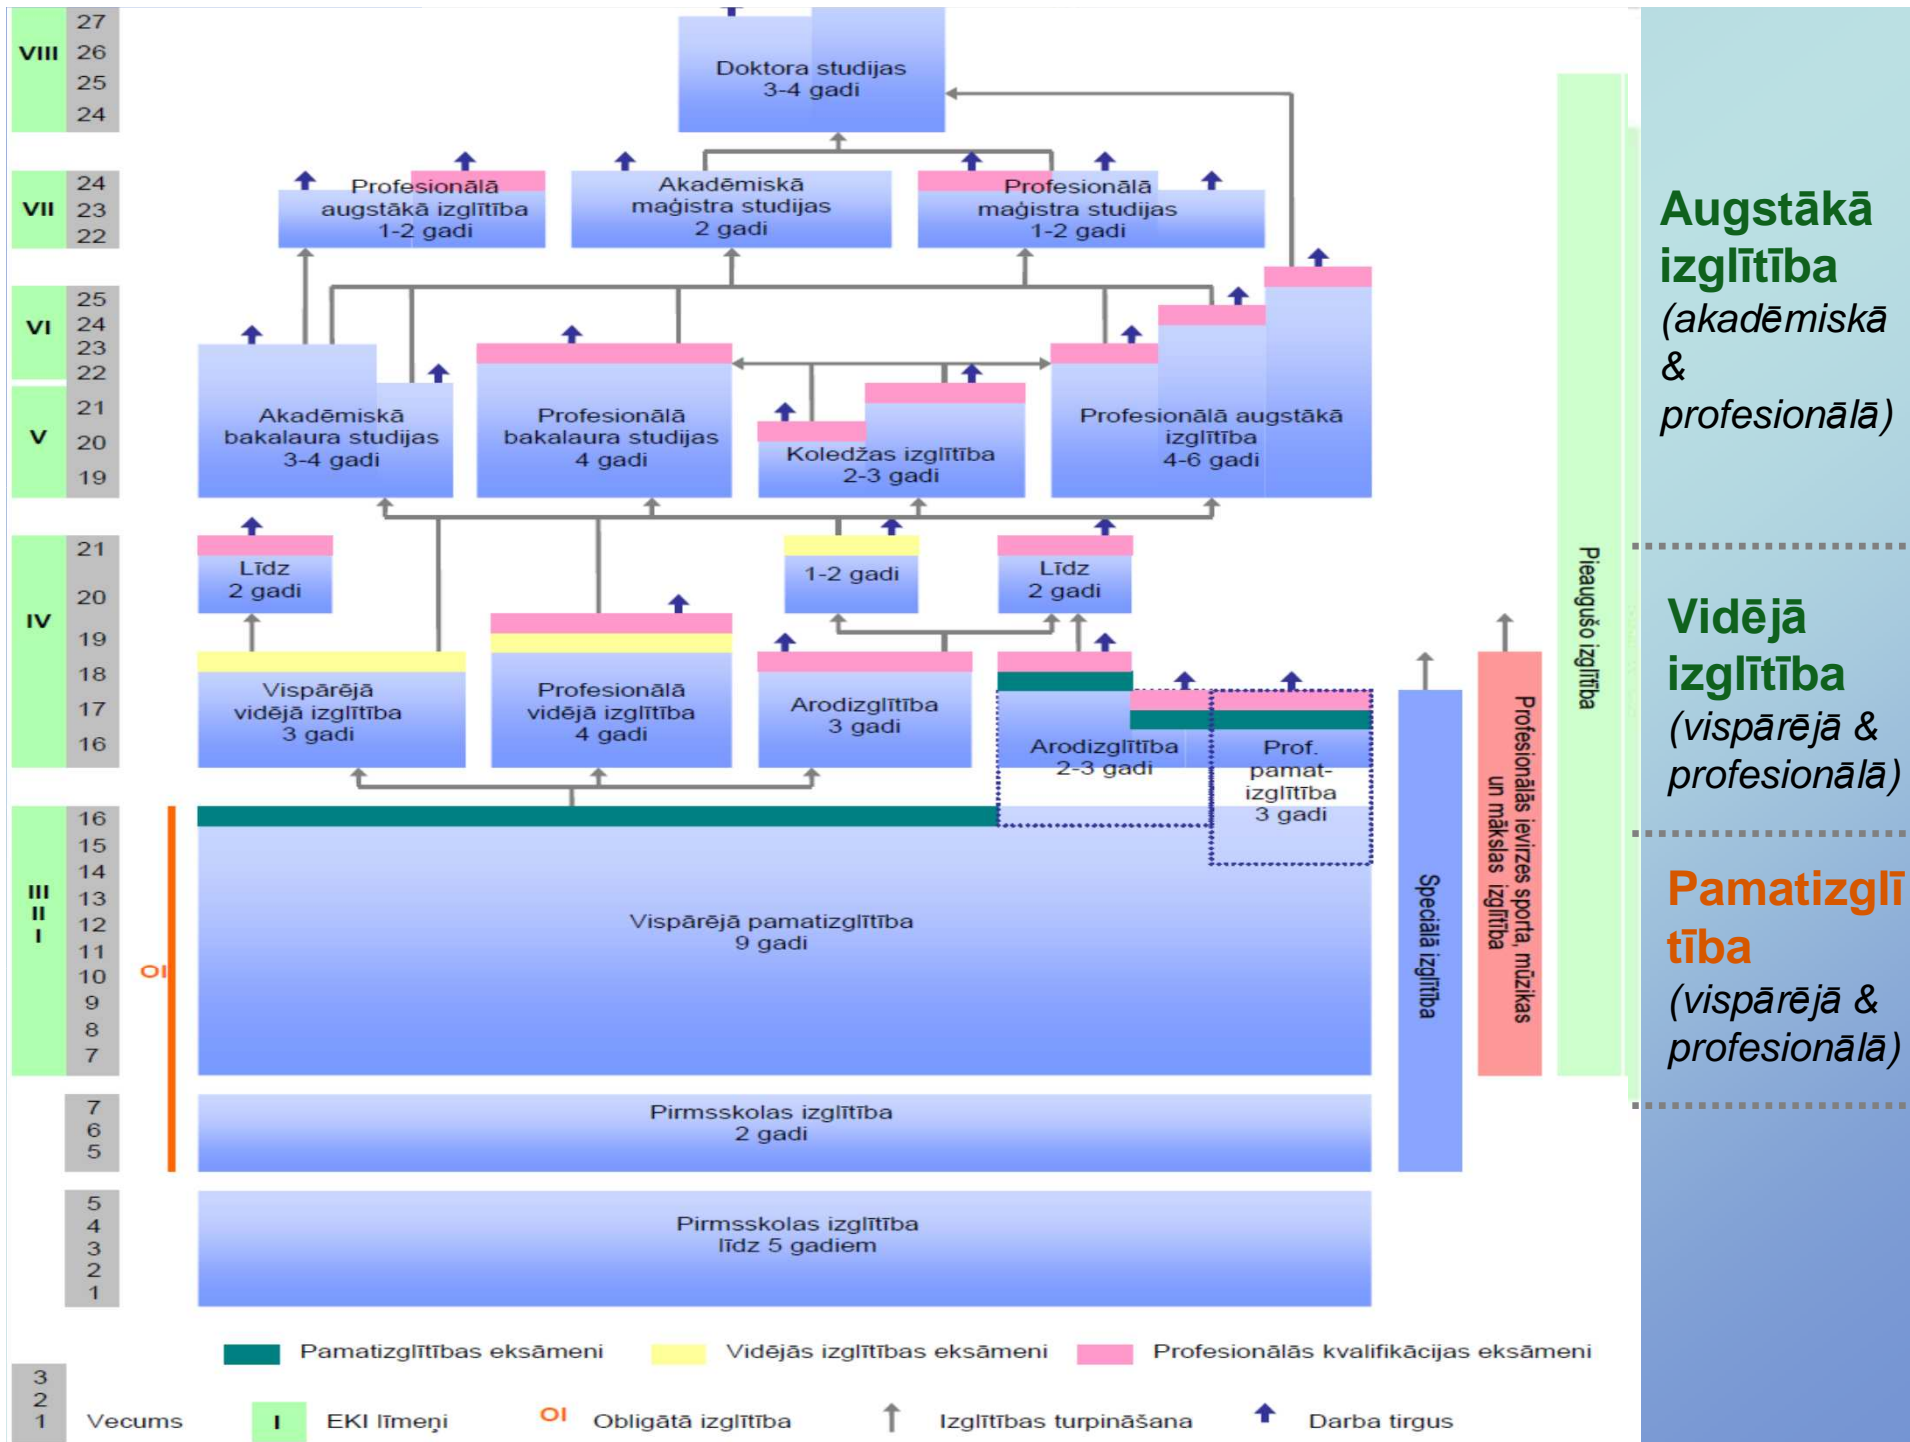 27
VIII 26
25
24
Doktora studijas
3-4 gadi
24
VII 23
22
Profesionālā
augstākā izglītība
1-2 gadi
Akadēmiskā
maģistra studijas
2 gadi
Profesionālā
maģistra studijas
1-2 gadi
25
VI 24
23
22
21
V 20
19
Akadēmiskā
bakalaura studijas
3-4 gadi
Profesionālā
bakalaura studijas
4 gadi
Koledžas izglītība
2-3 gadi
Profesionālā augstākā
izglītība
4-6 gadi
21
20
IV 19
18
17
16
Līdz
2 gadi
1-2 gadi
Līdz
2 gadi
Vispārējā
vidējā izglītība
3 gadi
Profesionālā
vidējā izglītība
4 gadi
Arodizglītība
3 gadi
Arodizglītība
2-3 gadi
Prof.
pamat-
izglītība
3 gadi
16
15
14
III 13
II 12
I 11
10
9
8
7
OI
Vispārējā pamatizglītība
9 gadi
7
6
5
Pirmsskolas izglītība
2 gadi
5
4
3
2
1
Pirmsskolas izglītība
līdz 5 gadiem
Speciālā izglītība
Profesionālās ievirzes sporta, mūzikas
un mākslas izglītība
Pieaugušo izglītība
Augstākā
izglītība
(akadēmiskā
&
profesionālā)
Vidējā
izglītība
(vispārējā &
profesionālā)
Pamatizglī
tība
(vispārējā &
profesionālā)
Pamatizglītības eksāmeni
Vidējās izglītības eksāmeni
Profesionālās kvalifikācijas eksāmeni
3
2
1
Vecums
I EKI līmeņi
OI Obligātā izglītība
Izglītības turpināšana
Darba tirgus